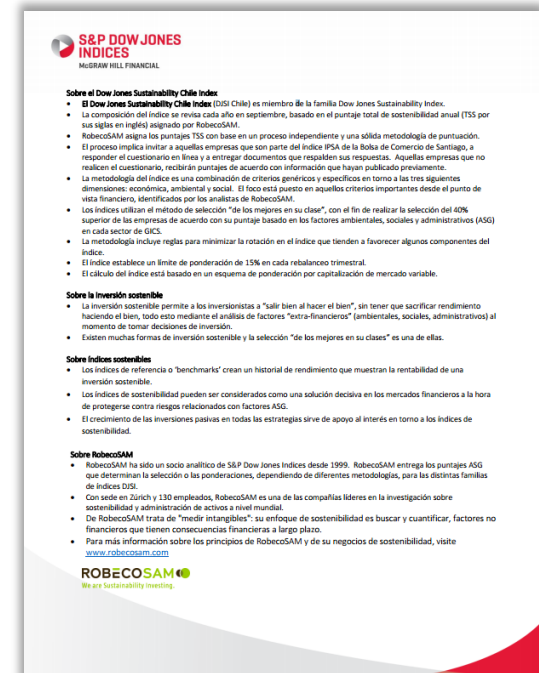 S&P DOW JONES
INDICES
McGRAW HILL FINANCIAL
Sobre el Dow Jones Sustainability Chile Index
• El Dow Jones Sustainability Chile Index (DJSI Chile) es miembro de la familia Dow Jones Sustainability Index.
• La composición del índice se revisa cada año en septiembre, basado en el puntaje total de sostenibilidad anual (TSS por
sus siglas en inglés) asignado por RobecoSAM.
• RobecoSAM asigna los puntajes TSS con base en un proceso independiente y una sólida metodología de puntuación.
• El proceso implica invitar a aquellas empresas que son parte del índice IPSA de la Bolsa de Comercio de Santiago, a
responder el cuestionario en línea y a entregar documentos que respalden sus respuestas. Aquellas empresas que no
realicen el cuestionario, recibirán puntajes de acuerdo con información que hayan publicado previamente.
• La metodología del índice es una combinación de criterios genéricos y específicos en torno a las tres siguientes
dimensiones: económica, ambiental y social. El foco está puesto en aquellos criterios importantes desde el punto de
vista financiero, identificados por los analistas de RobecoSAM.
• Los índices utilizan el método de selección "de los mejores en su clase", con el fin de realizar la selección del 40%
superior de las empresas de acuerdo con su puntaje basado en los factores ambientales, sociales y administrativos (ASG)
en cada sector de GICS.
• La metodología incluye reglas para minimizar la rotación en el índice que tienden a favorecer algunos componentes del
índice.
• El índice establece un límite de ponderación de 15% en cada rebalanceo trimestral.
• El cálculo del índice está basado en un esquema de ponderación por capitalización de mercado variable.
Sobre la inversión sostenible
• La inversión sostenible permite a los inversionistas a "salir bien al hacer el bien", sin tener que sacrificar rendimiento
haciendo el bien, todo esto mediante el análisis de factores "extra-financieros" (ambientales, sociales, administrativos) al
momento de tomar decisiones de inversión.
• Existen muchas formas de inversión sostenible y la selección "de los mejores en su clases" es una de ellas.
Sobre índices sostenibles
• Los índices de referencia o 'benchmarks' crean un historial de rendimiento que muestran la rentabilidad de una
inversión sostenible.
• Los índices de sostenibilidad pueden ser considerados como una solución decisiva en los mercados financieros a la hora
de protegerse contra riesgos relacionados con factores ASG.
• El crecimiento de las inversiones pasivas en todas las estrategias sirve de apoyo al interés en torno a los índices de
sostenibilidad.
Sobre RobecoSAM
• RobecoSAM ha sido un socio analítico de S&P Dow Jones Indices desde 1999. RobecoSAM entrega los puntajes ASG
que determinan la selección o las ponderaciones, dependiendo de diferentes metodologías, para las distintas familias
de índices DJSI.
• Con sede en Zúrich y 130 empleados, RobecoSAM es una de las compañías líderes en la investigación sobre
sostenibilidad y administración de activos a nivel mundial.
• De RobecoSAM trata de "medir intangibles": su enfoque de sostenibilidad es buscar y cuantificar, factores no
financieros que tienen consecuencias financieras a largo plazo.
• Para más información sobre los principios de RobecoSAM y de su negocios de sostenibilidad, visite
www.robecosam.com
ROBECOSAM
We are Sustainability Investing.